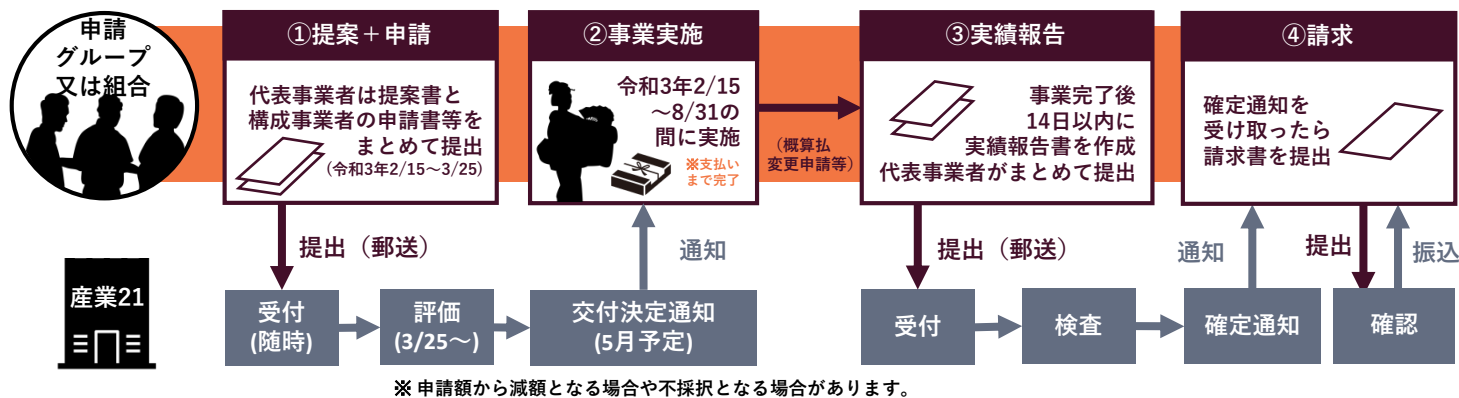 申請
グループ
又は組合
①提案＋申請
代表事業者は提案書と
構成事業者の申請書等を
まとめて提出
(令和3年2/15～3/25)
②事業実施
令和3年2/15
～8/31の
間に実施
※支払い
まで完了
（概算払
変更申請等）
③実績報告
事業完了後
14日以内に
実績報告書を作成
代表事業者がまとめて提出
④請求
確定通知を
受け取ったら
請求書を提出
提出（郵送）
通知
提出（郵送）
通知
提出
振込
産業21
受付
(随時)
評価
(3/25～)
交付決定通知
(5月予定)
受付
検査
確定通知
確認
※ 申請額から減額となる場合や不採択となる場合があります。